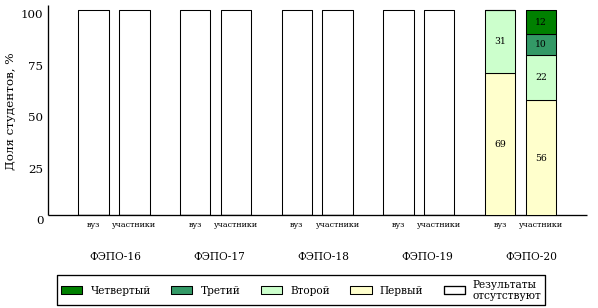 Доля студентов, %
100
75
50
25
0
31
69
12
10
22
56
вуз участники вуз участники вуз участники вуз участники вуз участники
ФЭПО-16 ФЭПО-17 ФЭПО-18 ФЭПО-19 ФЭПО-20
Четвертый Третий Второй Первый Результаты
отсутствуют